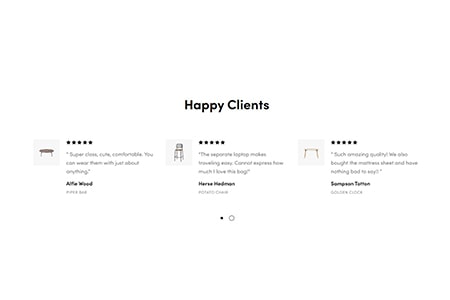 Happy Clients
" Super class, cute, comfortable. You
can wear them with just about
anything."
Alfie Wood
PIPER BAR
"The separate laptop makes
traveling easy. Cannot express how
much I love this bag!"
Herse Hedman
POTATO CHAIR
" Such amazing quality! We also
bought the mattress sheet and have
nothing bad to say!. "
Sampson Totton
GOLDEN CLOCK